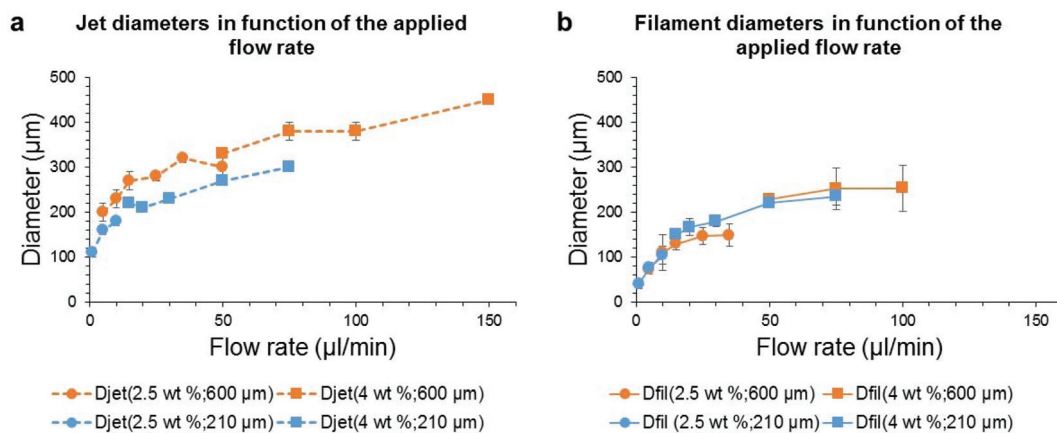 a
Jet diameters in function of the applied
flow rate
500
400
300
200
100
0
Diameter (µm)
0
50
100
150
Flow rate (µl/min)
Djet(2.5 wt %;600 µm)
Djet(4 wt %;600 µm)
Djet(2.5 wt %;210 µm)
Djet(4 wt %;210 µm)
b
Filament diameters in function of the
applied flow rate
500
400
300
200
100
0
Diameter (µm)
0
50
100
150
Flow rate (µl/min)
Dfil(2.5 wt %;600 µm)
Dfil(4 wt %;600 µm)
Dfil (2.5 wt %;210 µm)
Dfil(4 wt %;210 µm)